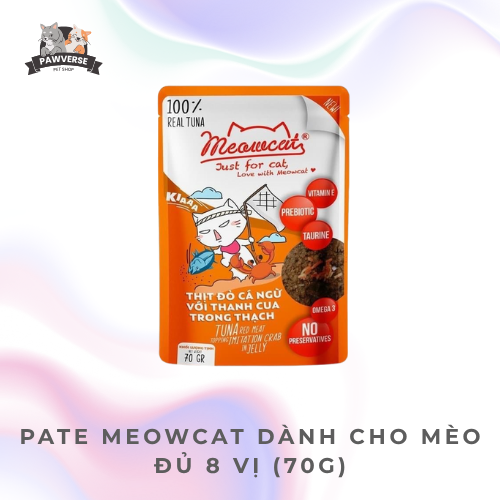 PAWVERSE
PET SHOP
100%
REAL TUNA
NEW
Meowcat®
Just for cat,
Love with Meowcat
KIAAA
VITAMIN E
PREBIOTIC
TAURINE
THỊT ĐỎ CÁ NGỪ
VỚI THANH CUA
TRONG THẠCH
OMEGA 3
TUNA RED MEAT
TOPPING IMITATION CRAB
IN JELLY
NO
PRESERVATIVES
70 GR
PATE MEOWCAT DÀNH CHO MÈO
ĐỦ 8 VỊ (70G)